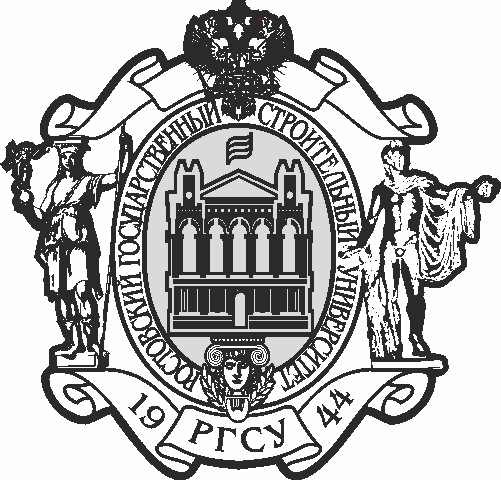 РОСТОВСКИЙ ГОСУДАРСТВЕННЫЙ СТРОИТЕЛЬНЫЙ УНИВЕРСИТЕТ
19 44
РГСУ